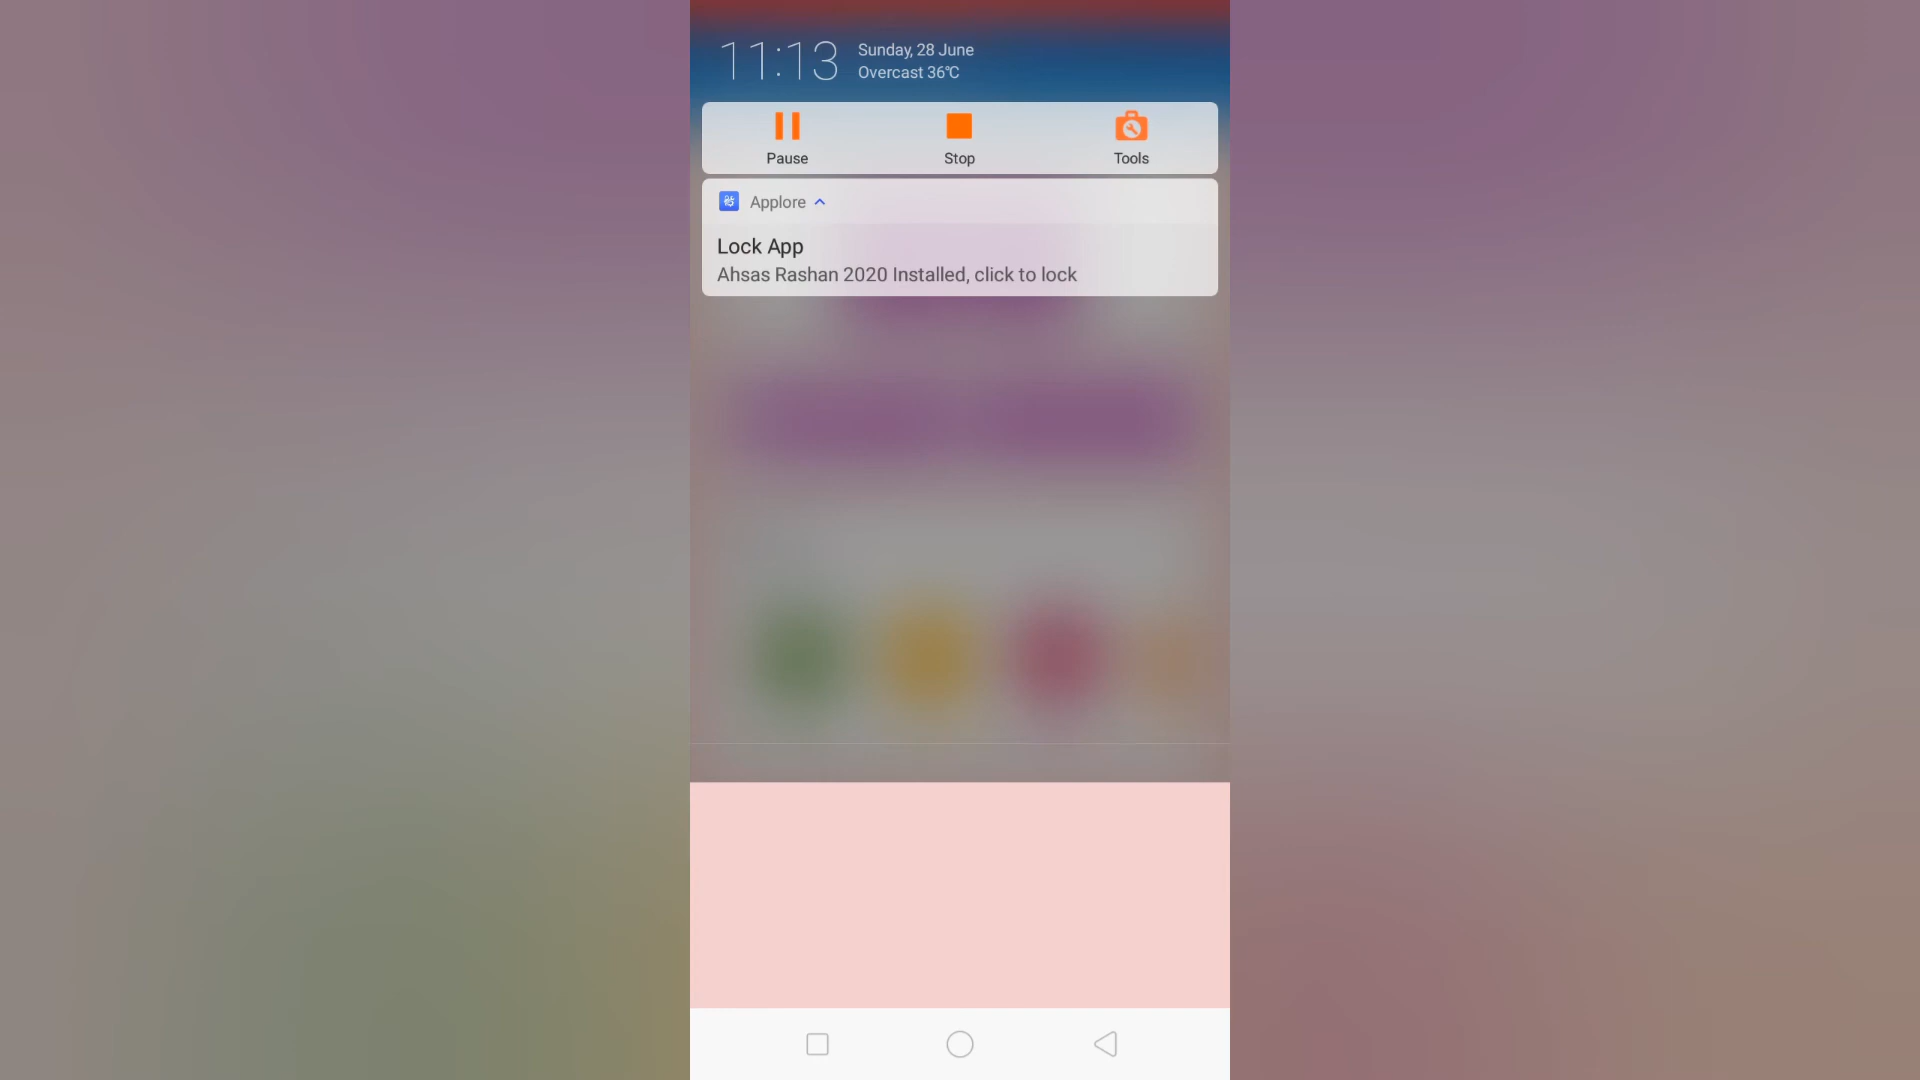 11:13
Sunday, 28 June
Overcast 36℃
Pause
Stop
Tools
Applore
Lock App
Ahsas Rashan 2020 Installed, click to lock